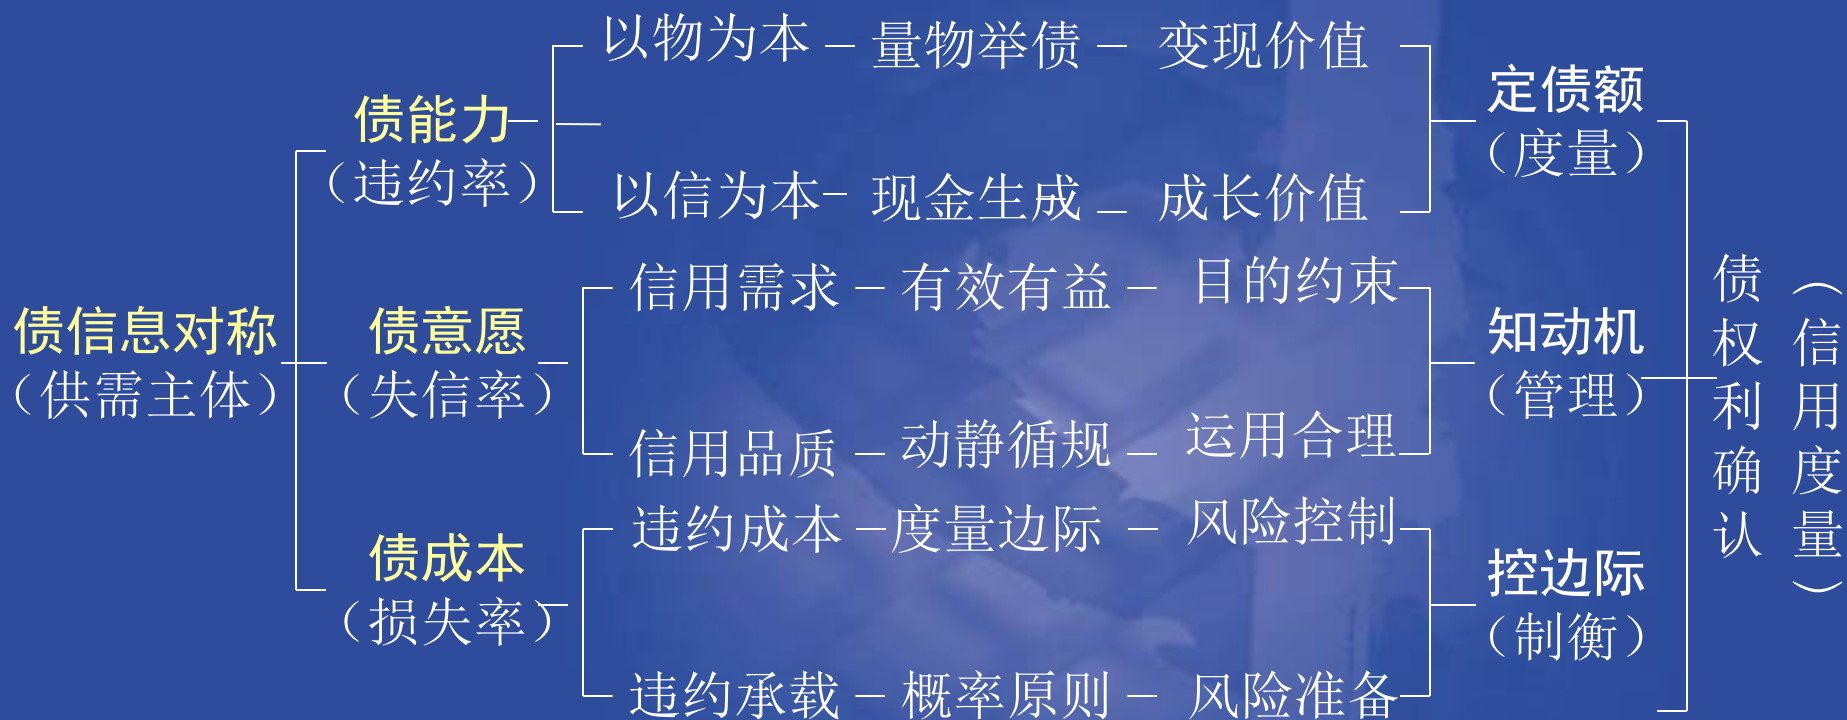 债信息对称
（供需主体）
债能力
（违约率）
以物为本
量物举债
变现价值
以信为本
现金生成
成长价值
定债额
（度量）
债意愿
（失信率）
信用需求
有效有益
目的约束
信用品质
动静循规
运用合理
知动机
（管理）
债成本
（损失率）
违约成本
度量边际
风险控制
违约承载
概率原则
风险准备
控边际
（制衡）
债权利确认
（信用度量）